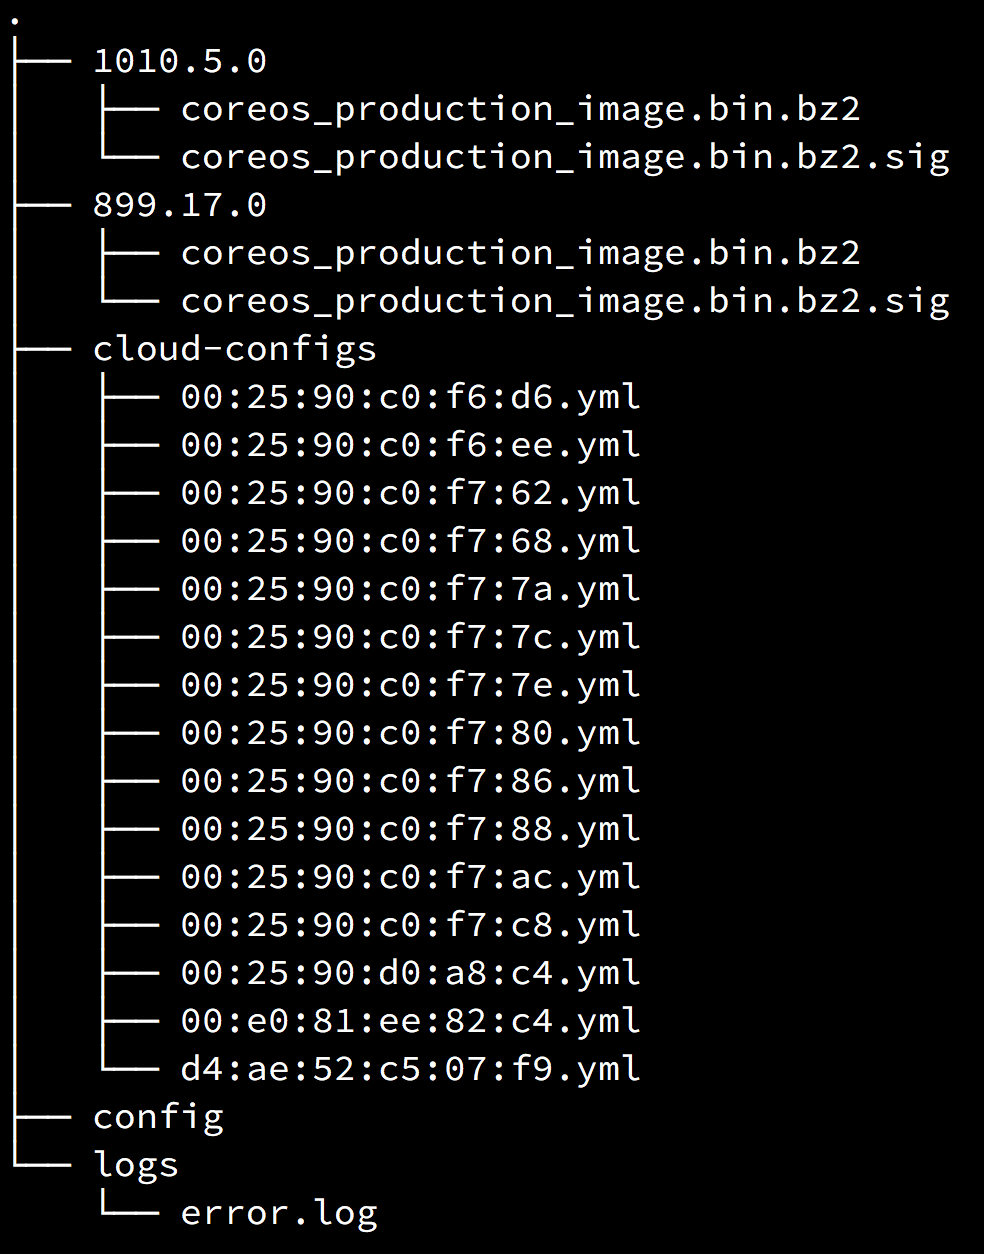 .
├── 1010.5.0
│   ├── coreos_production_image.bin.bz2
│   └── coreos_production_image.bin.bz2.sig
├── 899.17.0
│   ├── coreos_production_image.bin.bz2
│   └── coreos_production_image.bin.bz2.sig
├── cloud-configs
│   ├── 00:25:90:c0:f6:d6.yml
│   ├── 00:25:90:c0:f6:ee.yml
│   ├── 00:25:90:c0:f7:62.yml
│   ├── 00:25:90:c0:f7:68.yml
│   ├── 00:25:90:c0:f7:7a.yml
│   ├── 00:25:90:c0:f7:7c.yml
│   ├── 00:25:90:c0:f7:7e.yml
│   ├── 00:25:90:c0:f7:80.yml
│   ├── 00:25:90:c0:f7:86.yml
│   ├── 00:25:90:c0:f7:88.yml
│   ├── 00:25:90:c0:f7:ac.yml
│   ├── 00:25:90:c0:f7:c8.yml
│   ├── 00:25:90:d0:a8:c4.yml
│   ├── 00:e0:81:ee:82:c4.yml
│   └── d4:ae:52:c5:07:f9.yml
├── config
└── logs
    └── error.log